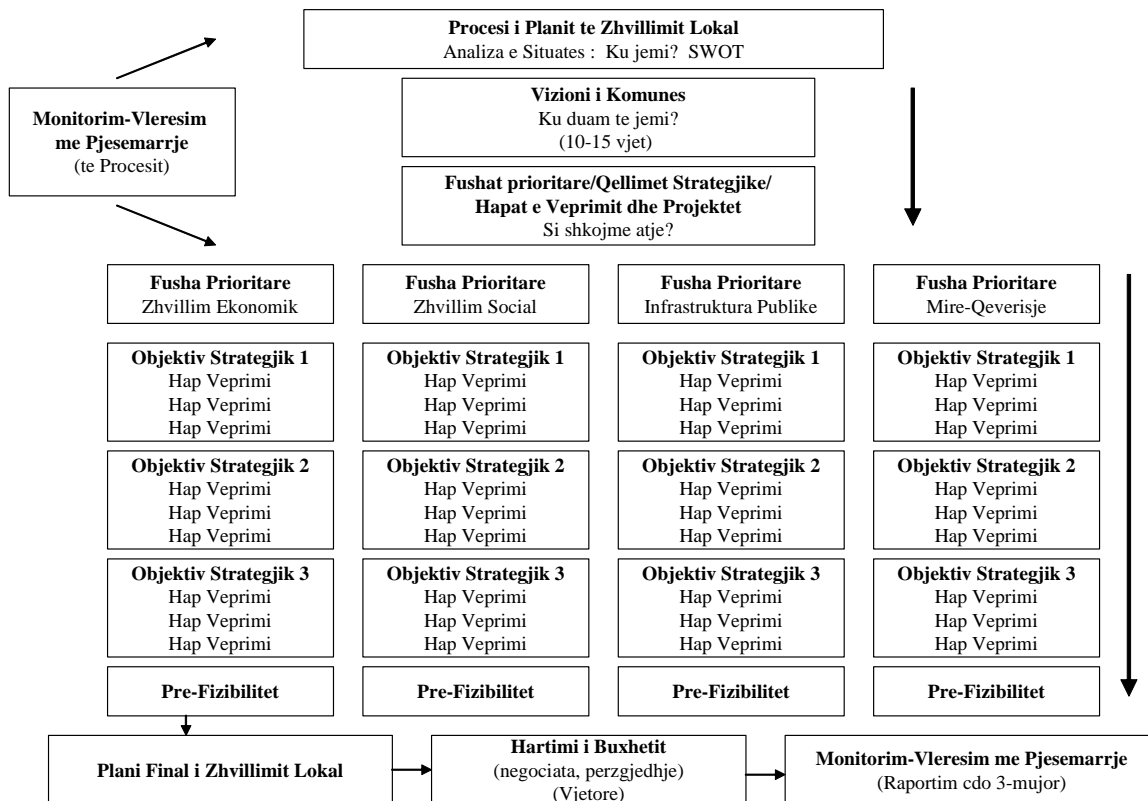 Procesi i Planit te Zhvillimit Lokal
Analiza e Situates :  Ku jemi?  SWOT
Monitorim-Vleresim
me Pjesemarrje
(te Procesit)
Vizioni i Komunes
Ku duam te jemi?
(10-15 vjet)
Fushat prioritare/Qellimet Strategjike/
Hapat e Veprimit dhe Projektet
Si shkojme atje?
Fusha Prioritare
Zhvillim Ekonomik
Fusha Prioritare
Zhvillim Social
Fusha Prioritare
Infrastruktura Publike
Fusha Prioritare
Mire-Qeverisje
Objektiv Strategjik 1
Hap Veprimi
Hap Veprimi
Hap Veprimi
Objektiv Strategjik 1
Hap Veprimi
Hap Veprimi
Hap Veprimi
Objektiv Strategjik 1
Hap Veprimi
Hap Veprimi
Hap Veprimi
Objektiv Strategjik 1
Hap Veprimi
Hap Veprimi
Hap Veprimi
Objektiv Strategjik 2
Hap Veprimi
Hap Veprimi
Hap Veprimi
Objektiv Strategjik 2
Hap Veprimi
Hap Veprimi
Hap Veprimi
Objektiv Strategjik 2
Hap Veprimi
Hap Veprimi
Hap Veprimi
Objektiv Strategjik 2
Hap Veprimi
Hap Veprimi
Hap Veprimi
Objektiv Strategjik 3
Hap Veprimi
Hap Veprimi
Hap Veprimi
Objektiv Strategjik 3
Hap Veprimi
Hap Veprimi
Hap Veprimi
Objektiv Strategjik 3
Hap Veprimi
Hap Veprimi
Hap Veprimi
Objektiv Strategjik 3
Hap Veprimi
Hap Veprimi
Hap Veprimi
Pre-Fizibilitet
Pre-Fizibilitet
Pre-Fizibilitet
Pre-Fizibilitet
Plani Final i Zhvillimit Lokal
Hartimi i Buxhetit
(negociata, perzgjedhje)
(Vjetore)
Monitorim-Vleresim me Pjesemarrje
(Raportim cdo 3-mujor)